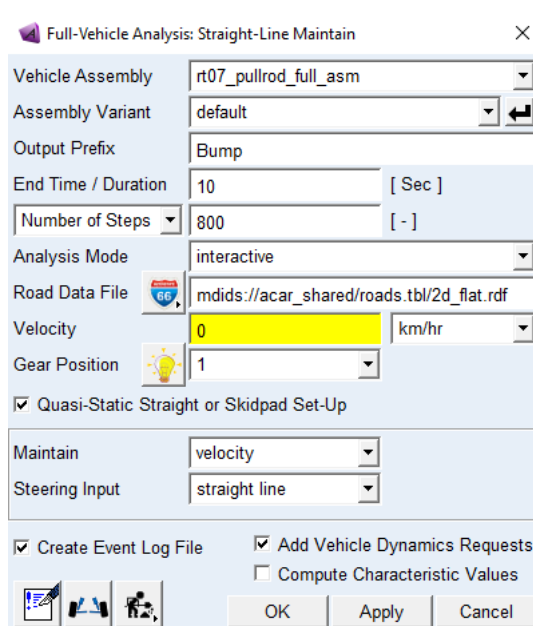 Full-Vehicle Analysis: Straight-Line Maintain
Vehicle Assembly rt07_pullrod_full_asm
Assembly Variant default
Output Prefix Bump
End Time / Duration 10 [ Sec ]
Number of Steps 800 [ - ]
Analysis Mode interactive
Road Data File 66 mdids://acar_shared/roads.tbl/2d_flat.rdf
Velocity 0 km/hr
Gear Position 1
Quasi-Static Straight or Skidpad Set-Up
Maintain velocity
Steering Input straight line
Create Event Log File Add Vehicle Dynamics Requests
Compute Characteristic Values
OK Apply Cancel